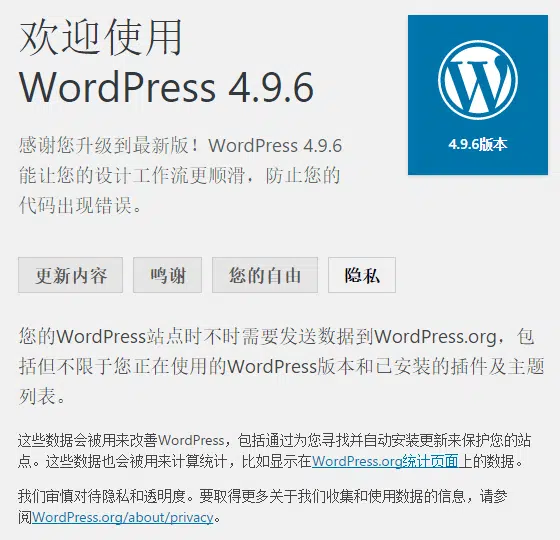 欢迎使用
WordPress 4.9.6
4.9.6版本
感谢您升级到最新版！WordPress 4.9.6
能让您的设计工作流更顺滑，防止您的
代码出现错误。
更新内容 鸣谢 您的自由 隐私
您的WordPress站点时不时需要发送数据到WordPress.org，包
括但不限于您正在使用的WordPress版本和已安装的插件及主题
列表。
这些数据会被用来改善WordPress，包括通过为您寻找并自动安装更新来保护您的站
点。这些数据也会被用来计算统计，比如显示在WordPress.org统计页面上的数据。
我们审慎对待隐私和透明度。要取得更多关于我们收集和使用数据的信息，请参
阅WordPress.org/about/privacy。